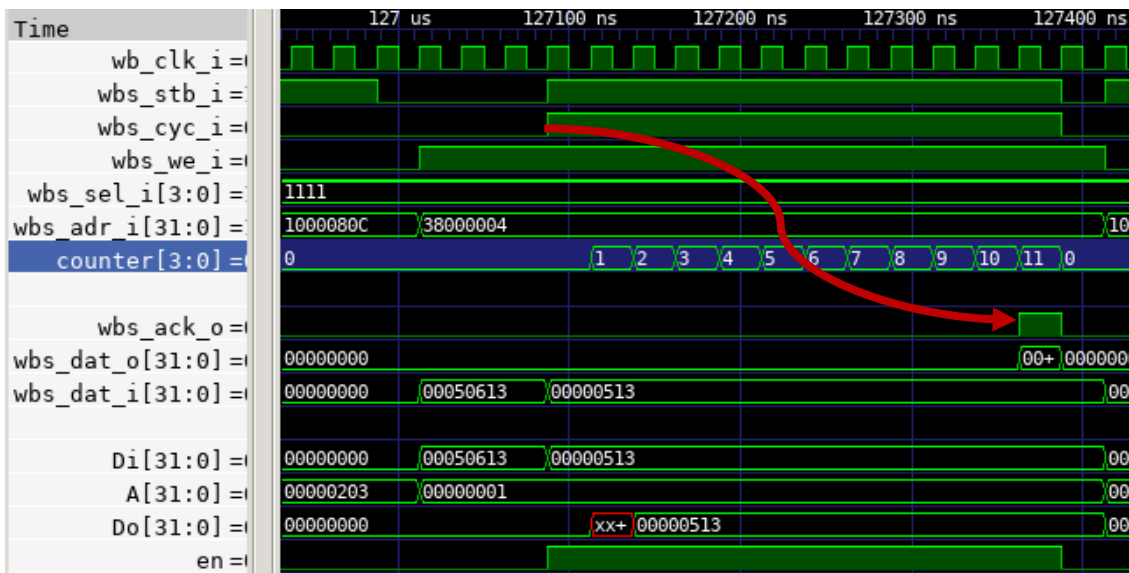 Time 127 us 127100 ns 127200 ns 127300 ns 127400 ns
wb_clk_i
wbs_stb_i
wbs_cyc_i
wbs_we_i
wbs_sel_i[3:0] 1111
wbs_adr_i[31:0] 1000080C 38000004 10
counter[3:0] 0 1 2 3 4 5 6 7 8 9 10 11 0
wbs_ack_o
wbs_dat_o[31:0] 00000000 00+ 000000
wbs_dat_i[31:0] 00000000 00050613 00000513 00
Di[31:0] 00000000 00050613 00000513 00
A[31:0] 00000203 00000001 00
Do[31:0] 00000000 xx+ 00000513 00
en